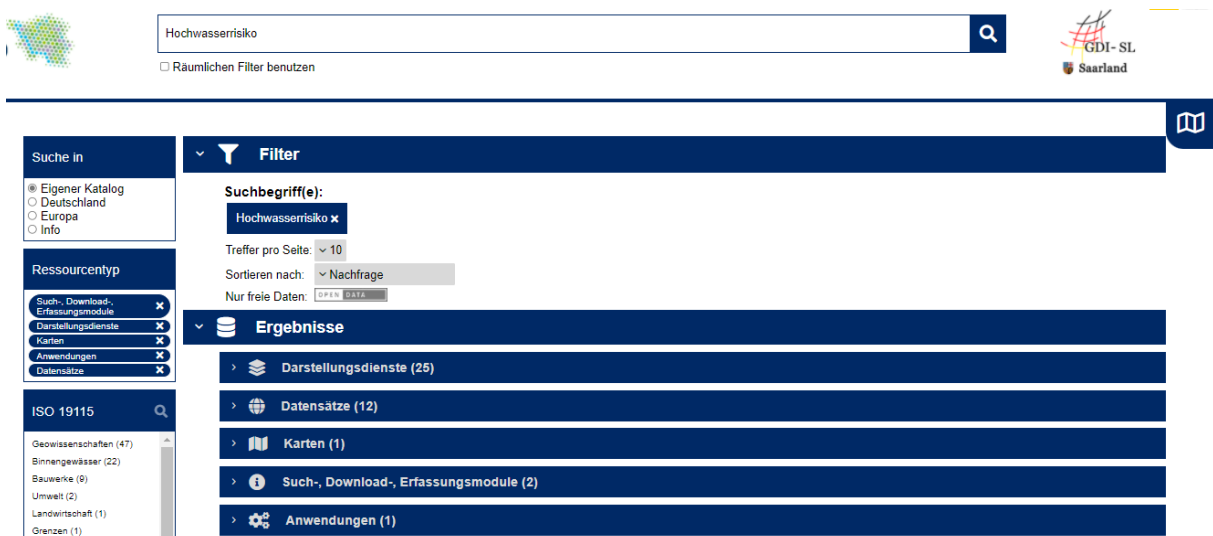 Hochwasserrisiko
Räumlichen Filter benutzen
GDI- SL
Saarland
Suche in
Eigener Katalog
Deutschland
Europa
Info
Ressourcentyp
Such-, Download-,
Erfassungsmodule
Darstellungsdienste
Karten
Anwendungen
Datensätze
ISO 19115
Geowissenschaften (47)
Binnengewässer (22)
Bauwerke (9)
Umwelt (2)
Landwirtschaft (1)
Grenzen (1)
Filter
Suchbegriff(e):
Hochwasserrisiko ×
Treffer pro Seite: 10
Sortieren nach: Nachfrage
Nur freie Daten: OPEN DATA
Ergebnisse
Darstellungsdienste (25)
Datensätze (12)
Karten (1)
Such-, Download-, Erfassungsmodule (2)
Anwendungen (1)